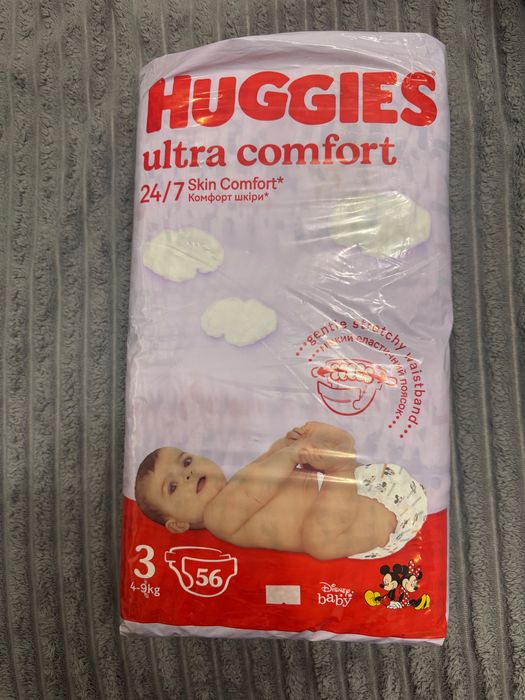 HUGGIES
ultra comfort
24/7 Skin Comfort*
Комфорт шкіри*
gentle stretchy waistband
м'який еластичний поясок
3
4-9kg
56
Disney
baby